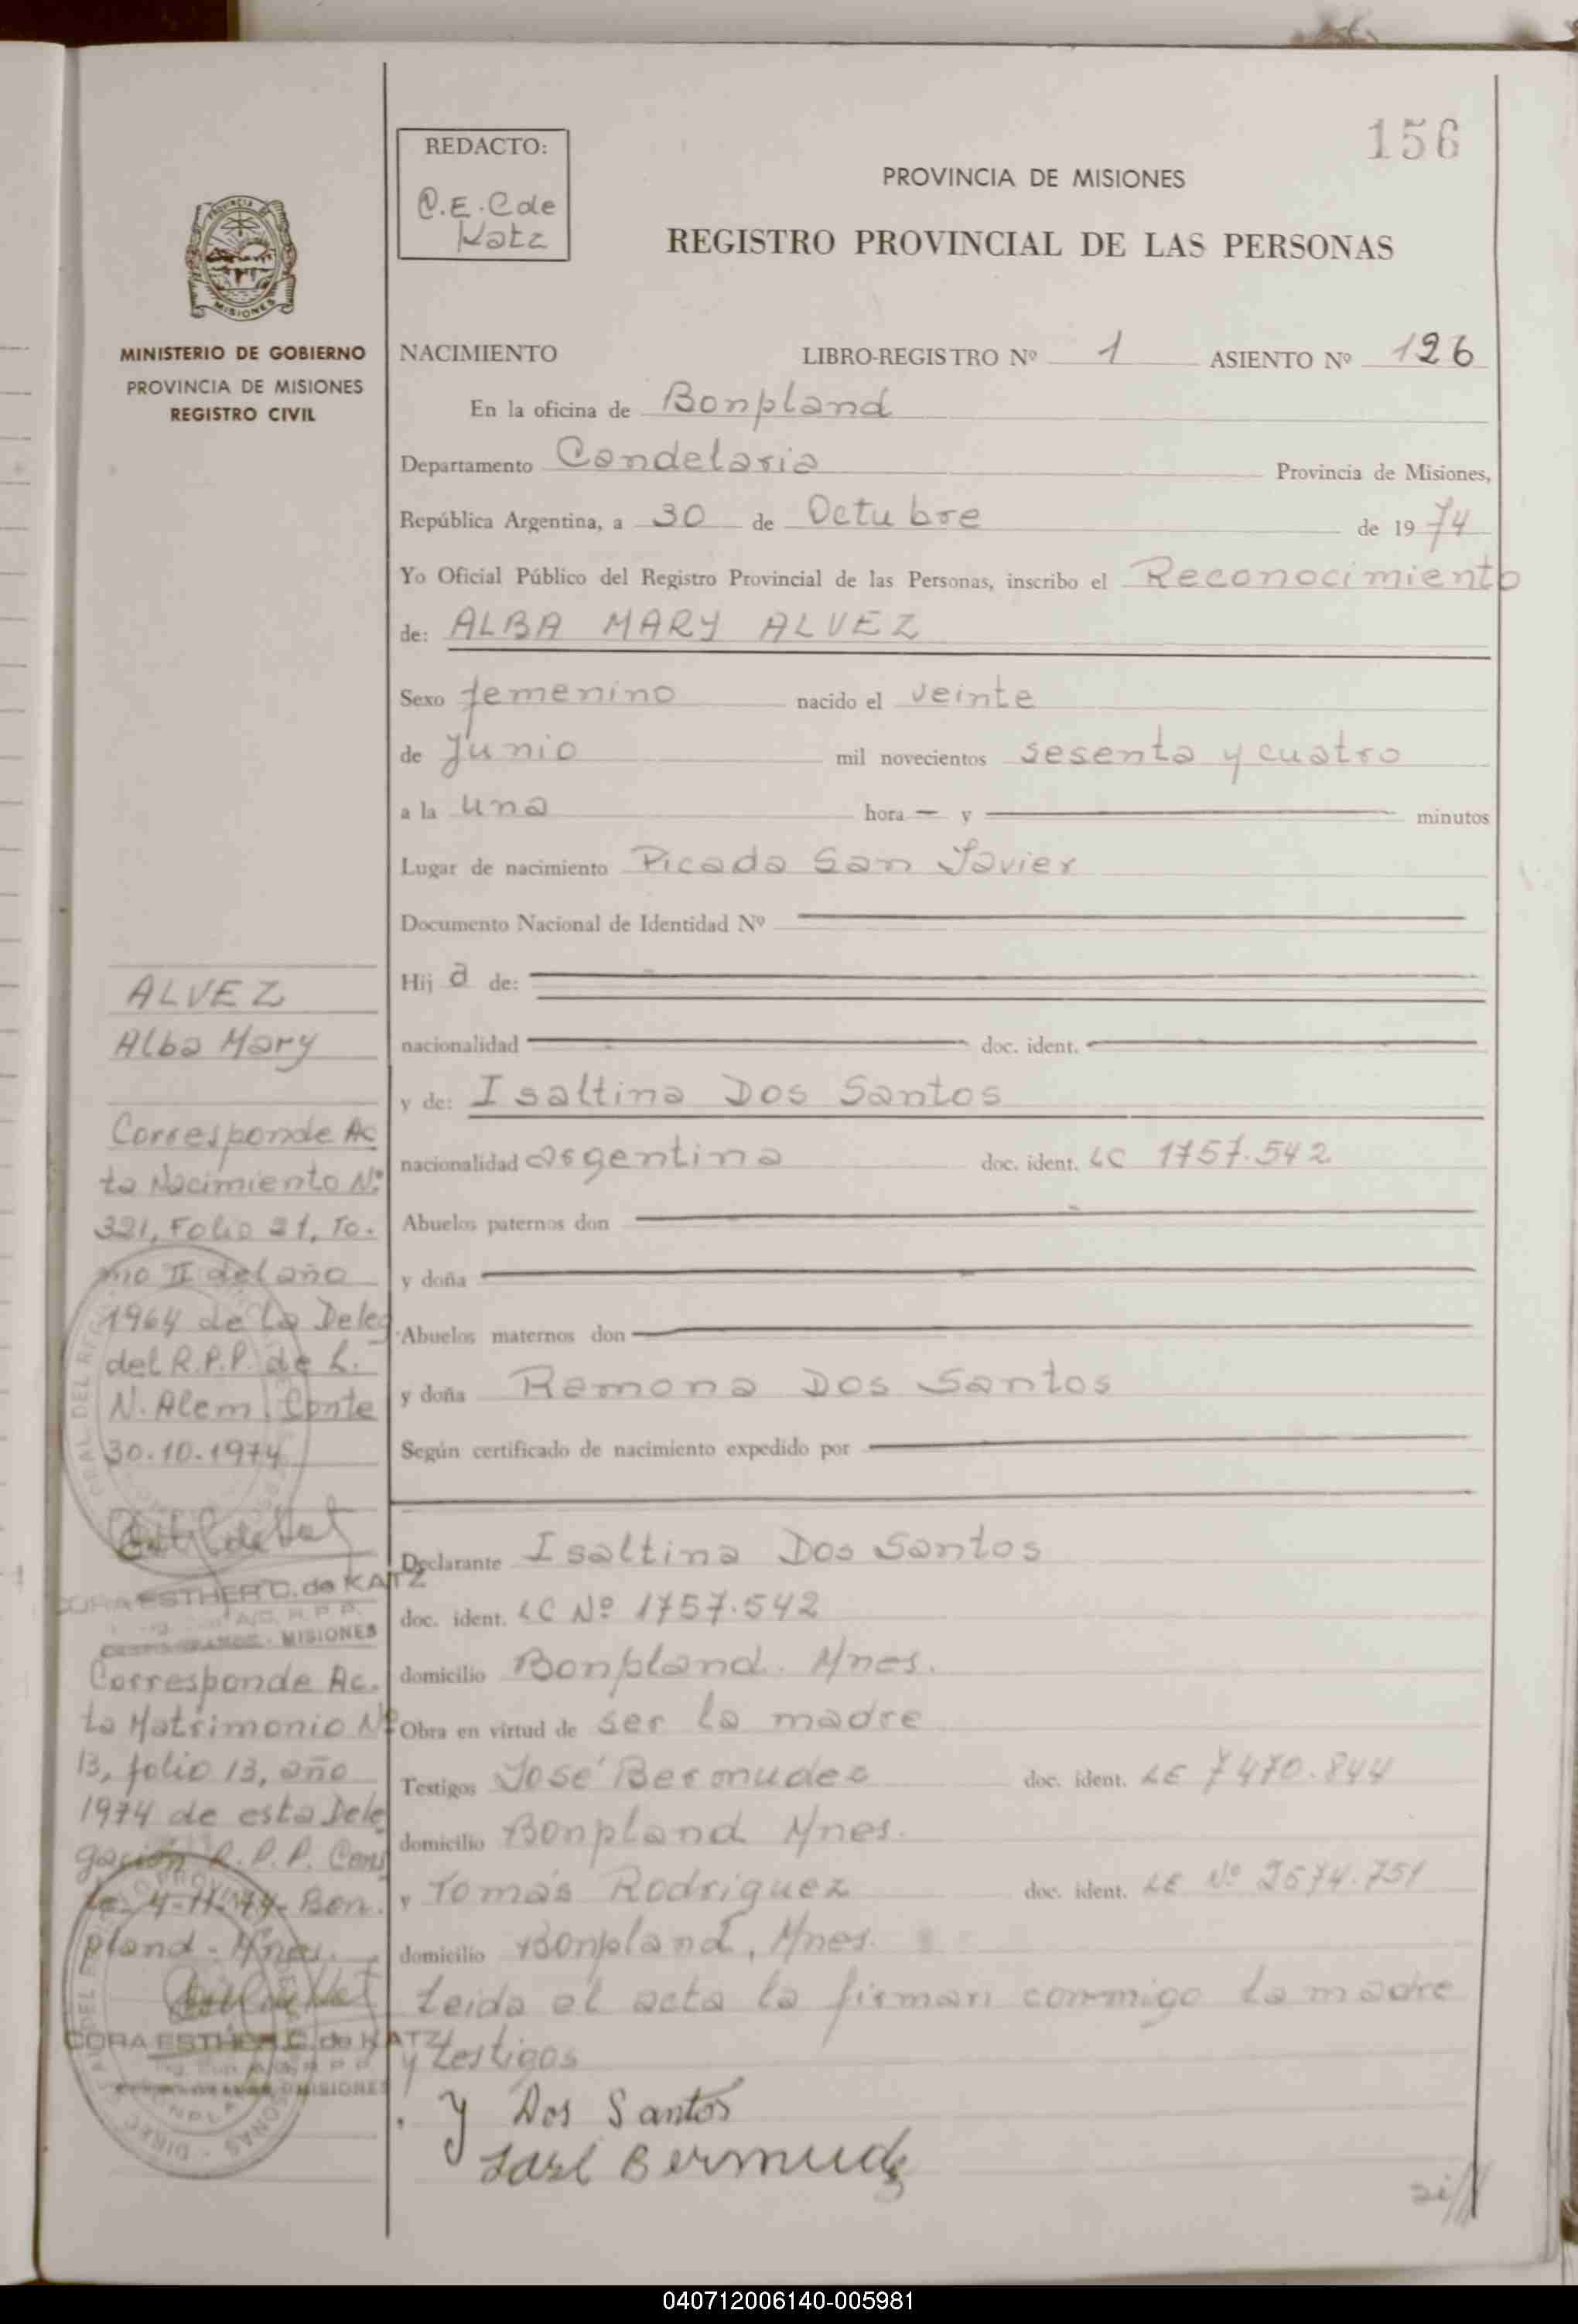 156
REDACTO:
C.E.Cde
Katz
PROVINCIA DE MISIONES
REGISTRO PROVINCIAL DE LAS PERSONAS
PROVINCIA DE
MISIONES
MINISTERIO DE GOBIERNO
PROVINCIA DE MISIONES
REGISTRO CIVIL
NACIMIENTO LIBRO-REGISTRO Nº 1 ASIENTO Nº 126
En la oficina de Bonpland
Departamento Candelaria Provincia de Misiones,
República Argentina, a 30 de Octubre de 1974
Yo Oficial Público del Registro Provincial de las Personas, inscribo el Reconocimiento
de: ALBA MARY ALVEZ
Sexo femenino nacido el veinte
de Junio mil novecientos sesenta y cuatro
a la una hora — y — minutos
Lugar de nacimiento Picada San Javier
Documento Nacional de Identidad Nº —
Hij a de: —
nacionalidad — doc. ident. —
y de: Isaltina Dos Santos
nacionalidad argentina doc. ident. LC 1757.542
Abuelos paternos don —
y doña —
Abuelos maternos don —
y doña Ramona Dos Santos
Según certificado de nacimiento expedido por —
Declarante Isaltina Dos Santos
doc. ident. LC Nº 1757.542
domicilio Bonpland. Mnes.
Obra en virtud de ser la madre
Testigos José Bermudez doc. ident. LE 7470.844
domicilio Bonpland Mnes.
y Tomás Rodriguez doc. ident. LE Nº 2574.751
domicilio Bonpland, Mnes.
Leida el acta la firman conmigo la madre
y testigos
Y Dos Santos
José Bermude
ALVEZ
Alba Mary
Corresponde Ac
ta Nacimiento Nº
321, Folio 21, To.
mo II del año
1964 de la Deleg
del R.P.P. de L.
N. Alem. Conte
30.10.1974
CORA ESTHER C. de KATZ
MISIONES
Corresponde Ac.
ta Matrimonio Nº
13, folio 13, año
1974 de esta Dele
gación R.P.P. Cons
te. 4-11-74- Bon.
pland - Mnes.
CORA ESTHER C. de KATZ
MISIONES
040712006140-005981